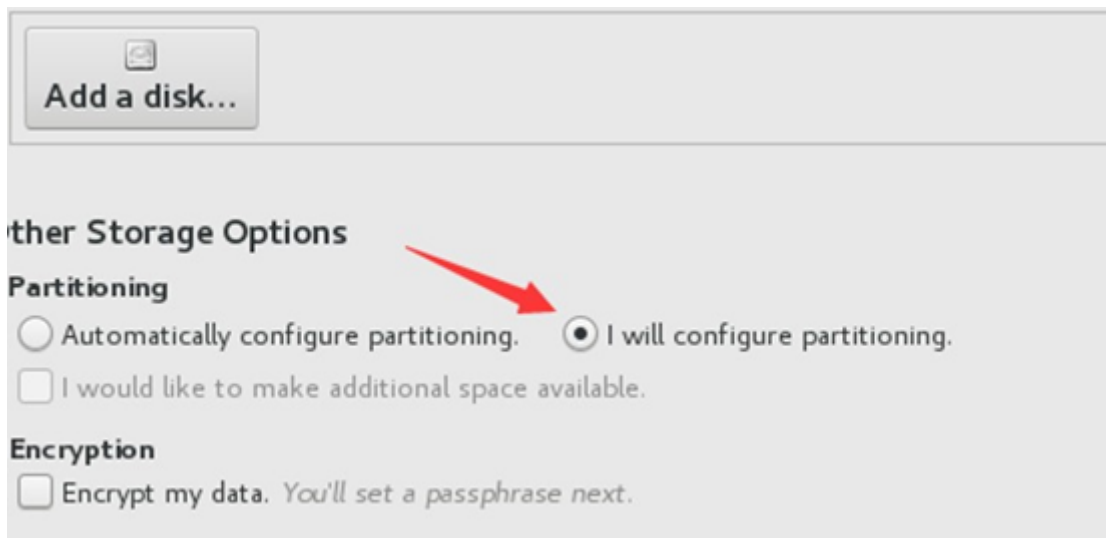 Add a disk...
ther Storage Options
Partitioning
Automatically configure partitioning. I will configure partitioning.
I would like to make additional space available.
Encryption
Encrypt my data. You'll set a passphrase next.